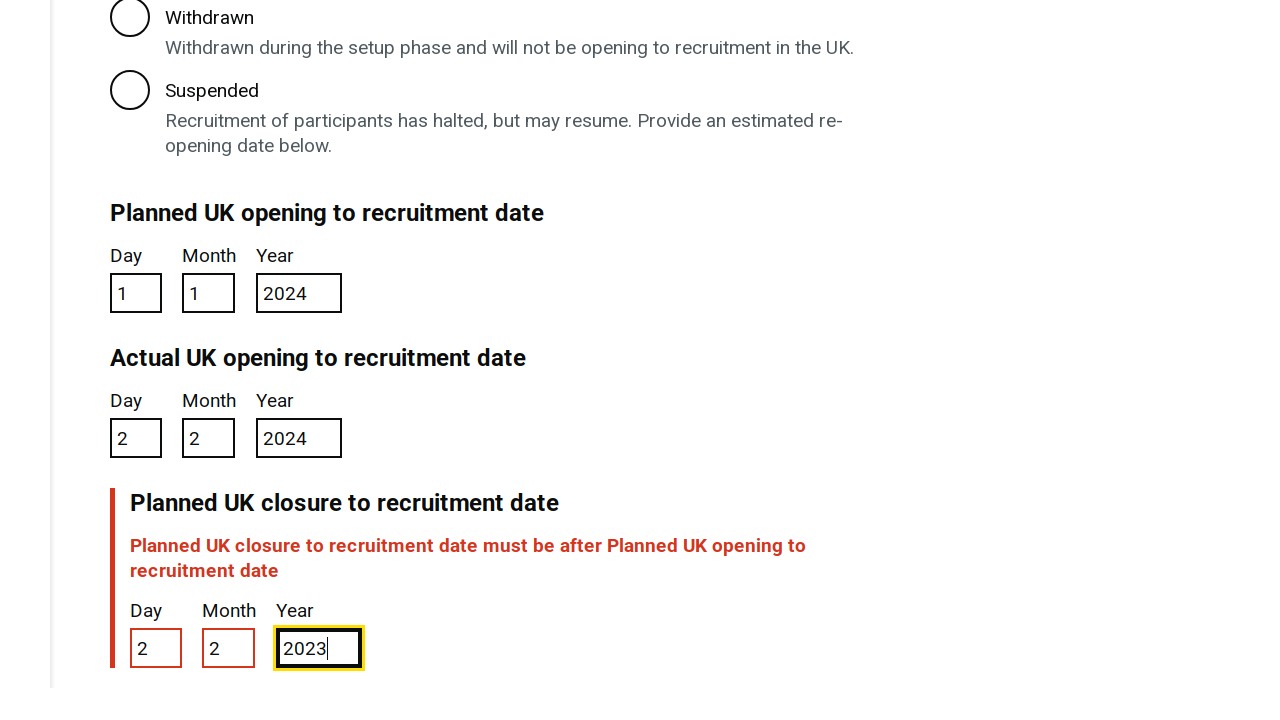 Withdrawn
Withdrawn during the setup phase and will not be opening to recruitment in the UK.
Suspended
Recruitment of participants has halted, but may resume. Provide an estimated re-
opening date below.
Planned UK opening to recruitment date
Day Month Year
1 1 2024
Actual UK opening to recruitment date
Day Month Year
2 2 2024
Planned UK closure to recruitment date
Planned UK closure to recruitment date must be after Planned UK opening to
recruitment date
Day Month Year
2 2 2023